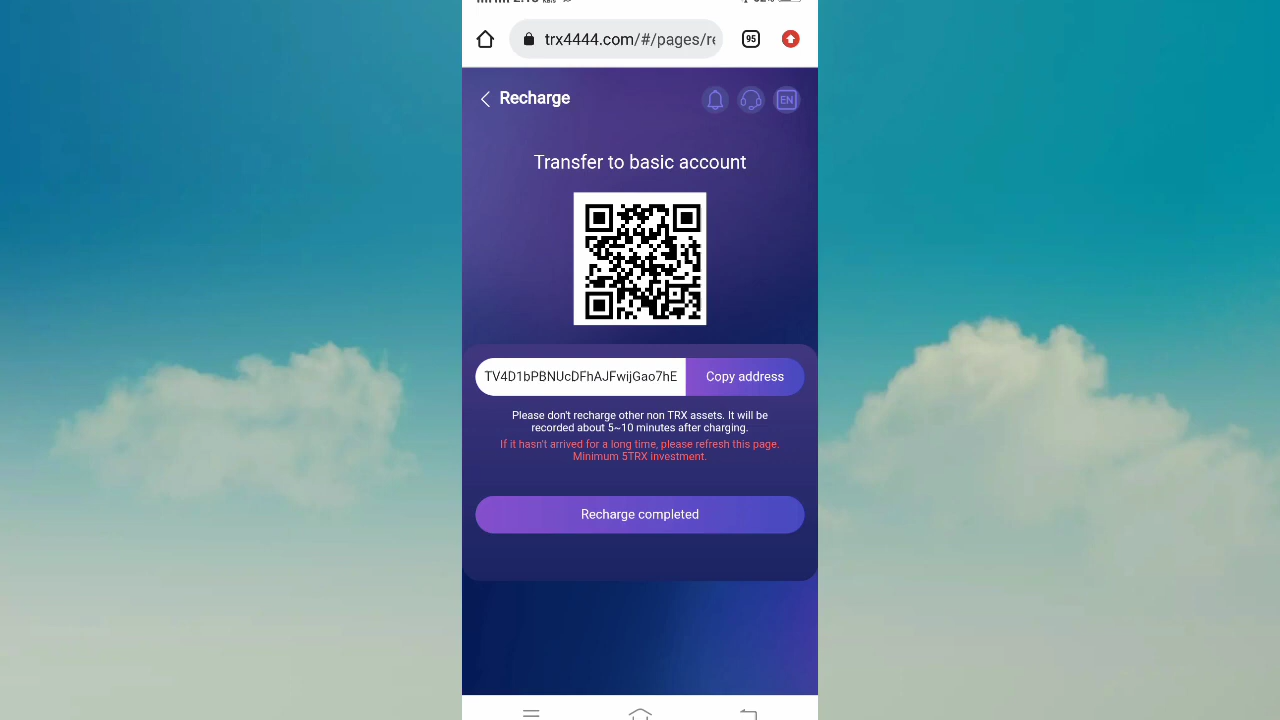 trx4444.com/#/pages/re
95
Recharge
EN
Transfer to basic account
TV4D1bPBNUcDFhAJFwijGao7hE
Copy address
Please don't recharge other non TRX assets. It will be
recorded about 5~10 minutes after charging.
If it hasn't arrived for a long time, please refresh this page.
Minimum 5TRX investment.
Recharge completed